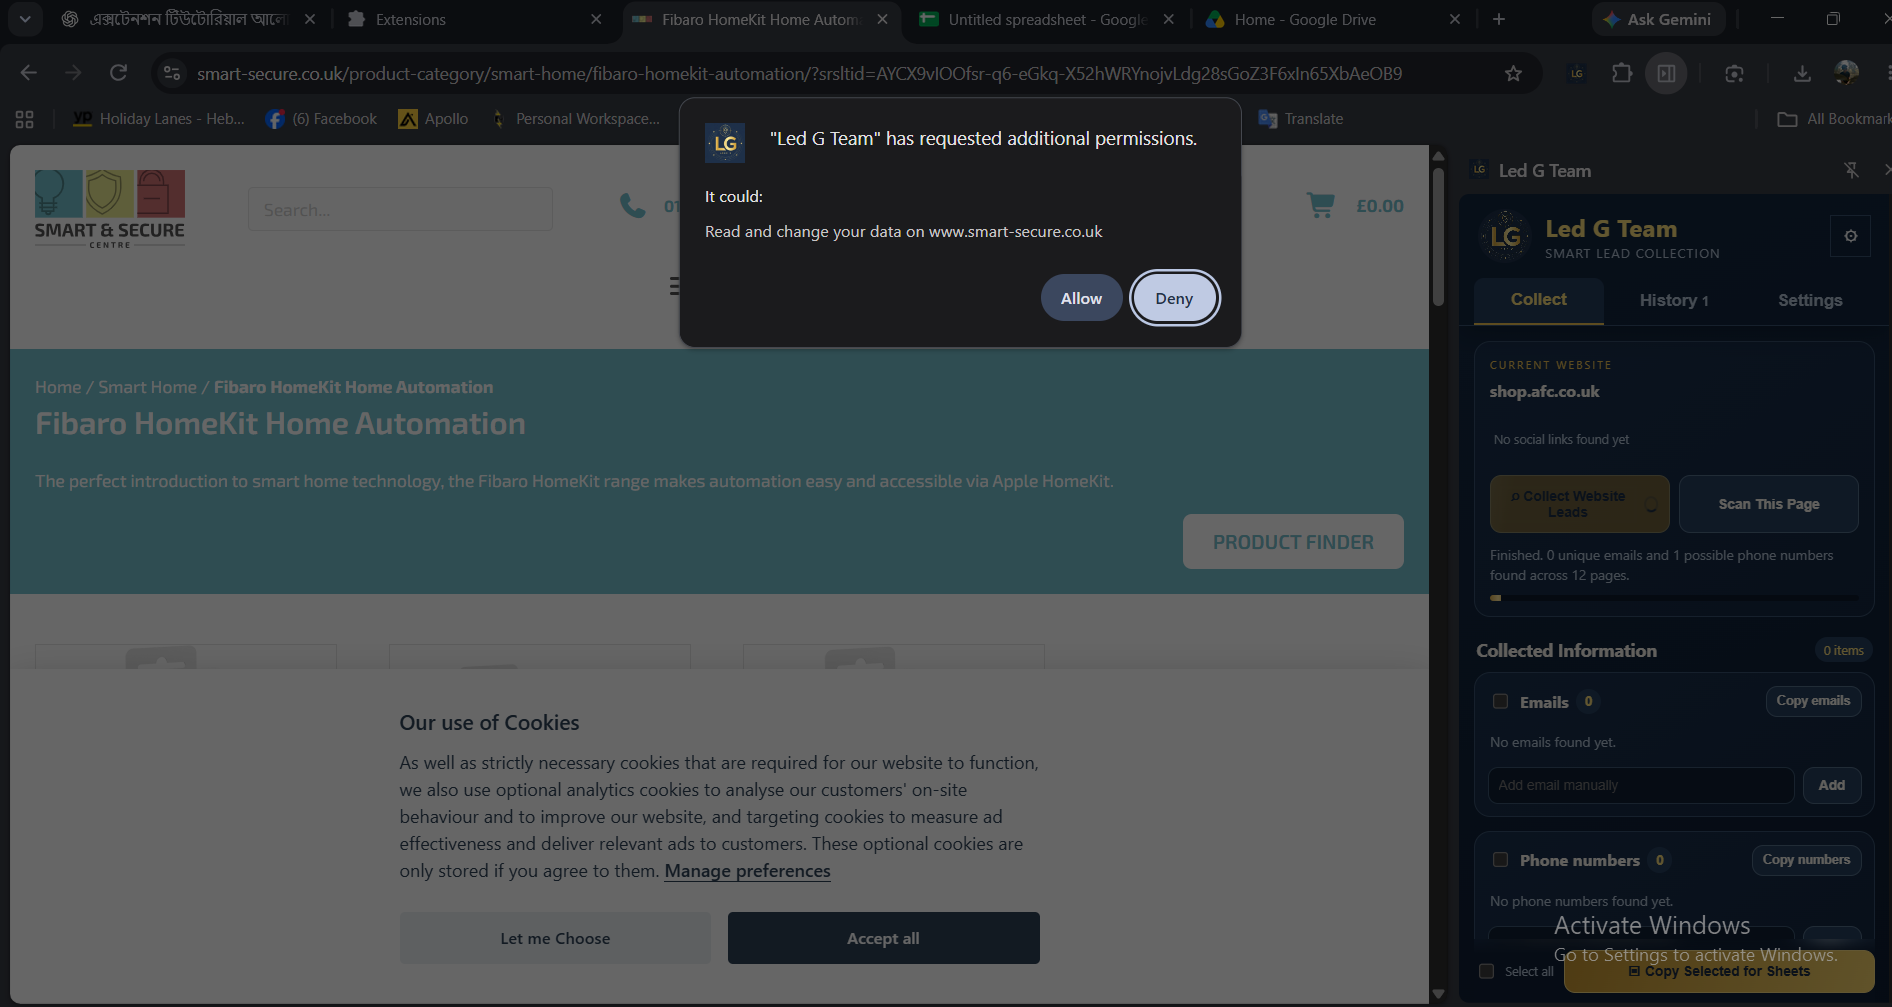 এক্সটেনশন টিউটোরিয়াল আলো
Extensions
Fibaro HomeKit Home Autom
Untitled spreadsheet - Google
Home - Google Drive
Ask Gemini
smart-secure.co.uk/product-category/smart-home/fibaro-homekit-automation/?srsltid=AYCX9vIOOfsr-q6-eGkq-X52hWRYnojvLdg28sGoZ3F6xIn65XbAeOB9
LG
YP
Holiday Lanes - Heb...
(6) Facebook
Apollo
Personal Workspace...
Translate
All Bookmark
LG
"Led G Team" has requested additional permissions.
It could:
Read and change your data on www.smart-secure.co.uk
Allow
Deny
SMART & SECURE
CENTRE
Search...
01
£0.00
Home / Smart Home / Fibaro HomeKit Home Automation
Fibaro HomeKit Home Automation
The perfect introduction to smart home technology, the Fibaro HomeKit range makes automation easy and accessible via Apple HomeKit.
PRODUCT FINDER
Our use of Cookies
As well as strictly necessary cookies that are required for our website to function,
we also use optional analytics cookies to analyse our customers' on-site
behaviour and to improve our website, and targeting cookies to measure ad
effectiveness and deliver relevant ads to customers. These optional cookies are
only stored if you agree to them. Manage preferences
Let me Choose
Accept all
LG
Led G Team
LG
Led G Team
SMART LEAD COLLECTION
Collect
History 1
Settings
CURRENT WEBSITE
shop.afc.co.uk
No social links found yet
Collect Website
Leads
Scan This Page
Finished. 0 unique emails and 1 possible phone numbers
found across 12 pages.
Collected Information
0 items
Emails 0
Copy emails
No emails found yet.
Add email manually
Add
Phone numbers 0
Copy numbers
No phone numbers found yet.
Activate Windows
Go to Settings to activate Windows.
Select all
Copy Selected for Sheets